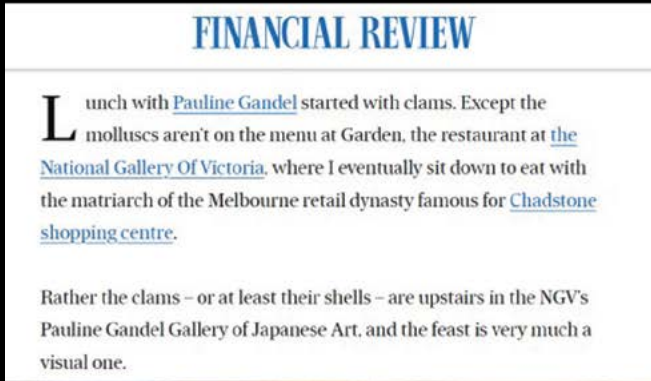 FINANCIAL REVIEW
Lunch with Pauline Gandel started with clams. Except the
molluscs aren't on the menu at Garden, the restaurant at the
National Gallery Of Victoria, where I eventually sit down to eat with
the matriarch of the Melbourne retail dynasty famous for Chadstone
shopping centre.
Rather the clams – or at least their shells – are upstairs in the NGV's
Pauline Gandel Gallery of Japanese Art, and the feast is very much a
visual one.